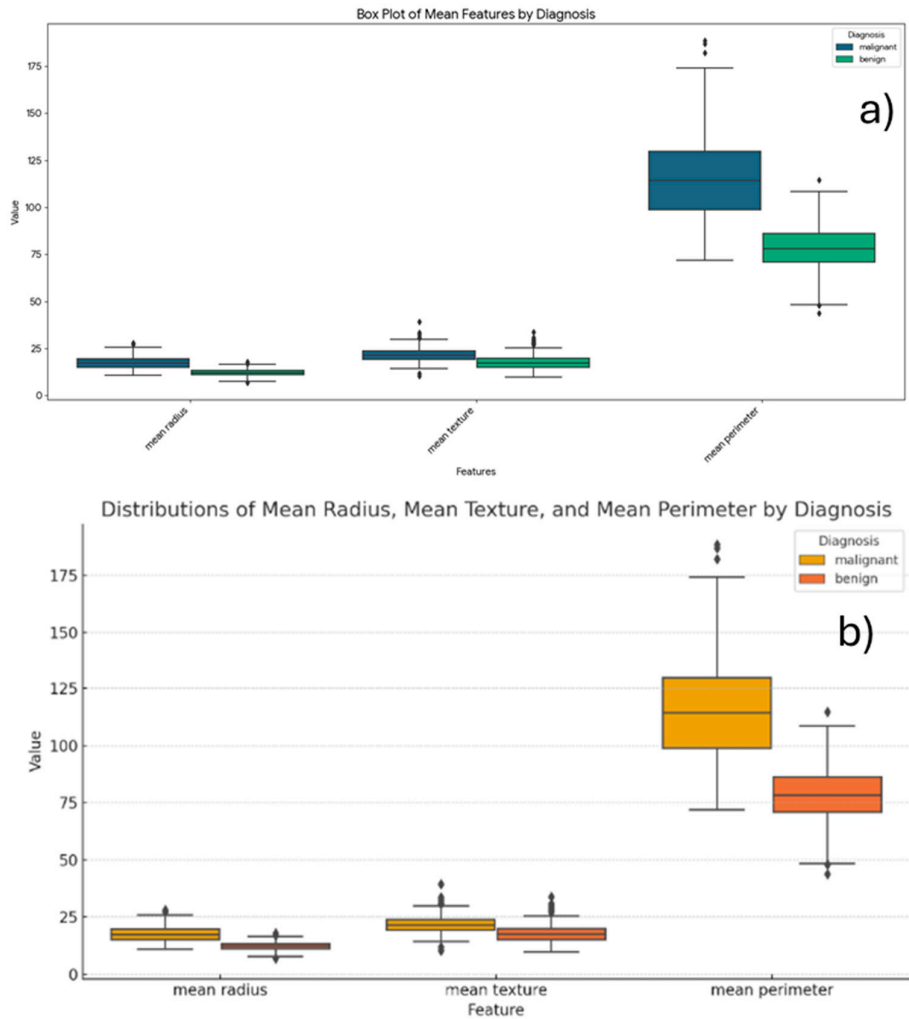 Box Plot of Mean Features by Diagnosis
Diagnosis
malignant
benign
a)
175
150
125
100
75
50
25
0
Value
mean radius
mean texture
mean perimeter
Features
Distributions of Mean Radius, Mean Texture, and Mean Perimeter by Diagnosis
Diagnosis
malignant
benign
b)
175
150
125
100
75
50
25
0
Value
mean radius
mean texture
mean perimeter
Feature